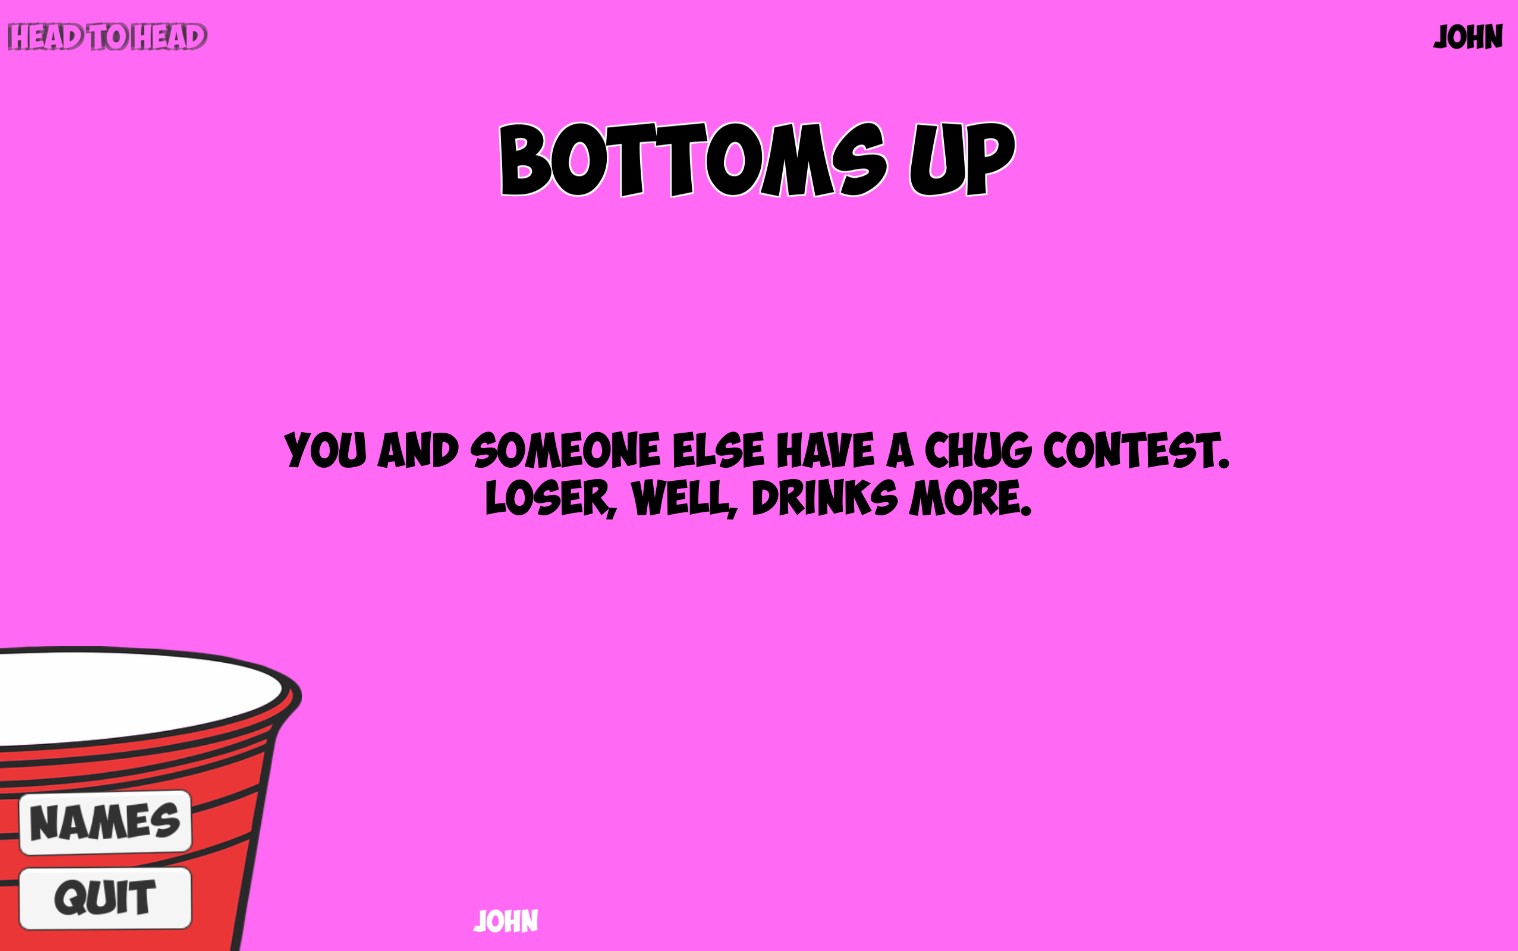 HEAD TO HEAD
JOHN
BOTTOMS UP
YOU AND SOMEONE ELSE HAVE A CHUG CONTEST.
LOSER, WELL, DRINKS MORE.
NAMES
QUIT
JOHN